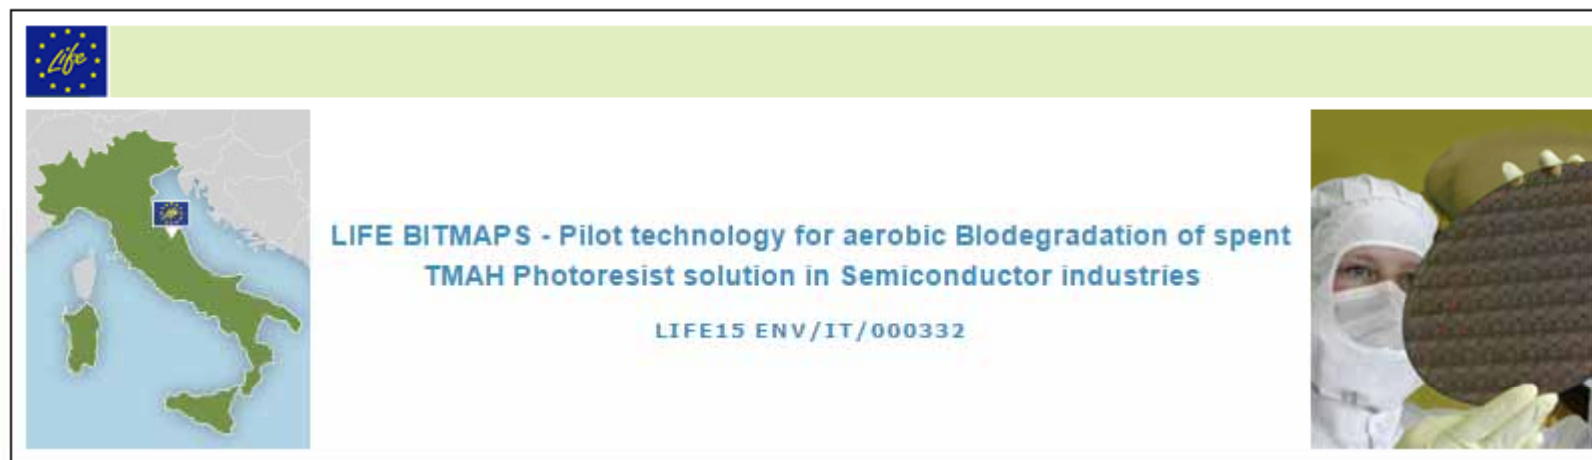 Life
LIFE BITMAPS - Pilot technology for aerobic Biodegradation of spent
TMAH Photoresist solution in Semiconductor industries
LIFE15 ENV/IT/000332